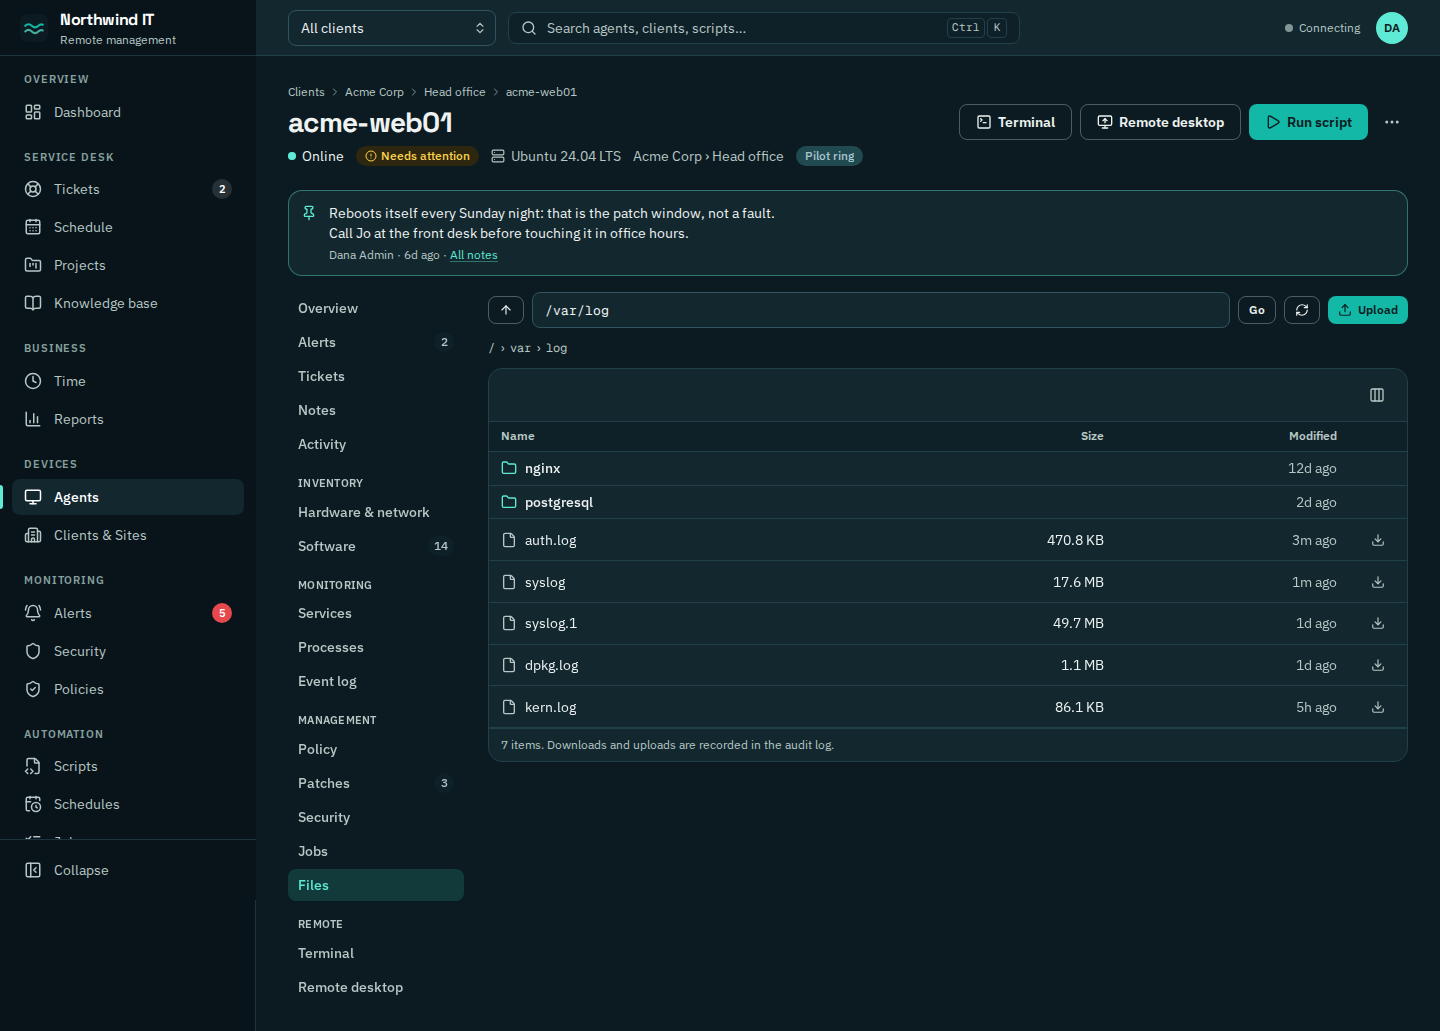 Northwind IT
Remote management
All clients
Search agents, clients, scripts...
Ctrl K
Connecting
DA
OVERVIEW
Dashboard
SERVICE DESK
Tickets 2
Schedule
Projects
Knowledge base
BUSINESS
Time
Reports
DEVICES
Agents
Clients & Sites
MONITORING
Alerts 5
Security
Policies
AUTOMATION
Scripts
Schedules
Collapse
Clients > Acme Corp > Head office > acme-web01
acme-web01
Terminal
Remote desktop
Run script
Online
Needs attention
Ubuntu 24.04 LTS
Acme Corp › Head office
Pilot ring
Reboots itself every Sunday night: that is the patch window, not a fault.
Call Jo at the front desk before touching it in office hours.
Dana Admin · 6d ago · All notes
Overview
Alerts 2
Tickets
Notes
Activity
INVENTORY
Hardware & network
Software 14
MONITORING
Services
Processes
Event log
MANAGEMENT
Policy
Patches 3
Security
Jobs
Files
REMOTE
Terminal
Remote desktop
/var/log
Go
Upload
/ › var › log
Name Size Modified
nginx 12d ago
postgresql 2d ago
auth.log 470.8 KB 3m ago
syslog 17.6 MB 1m ago
syslog.1 49.7 MB 1d ago
dpkg.log 1.1 MB 1d ago
kern.log 86.1 KB 5h ago
7 items. Downloads and uploads are recorded in the audit log.